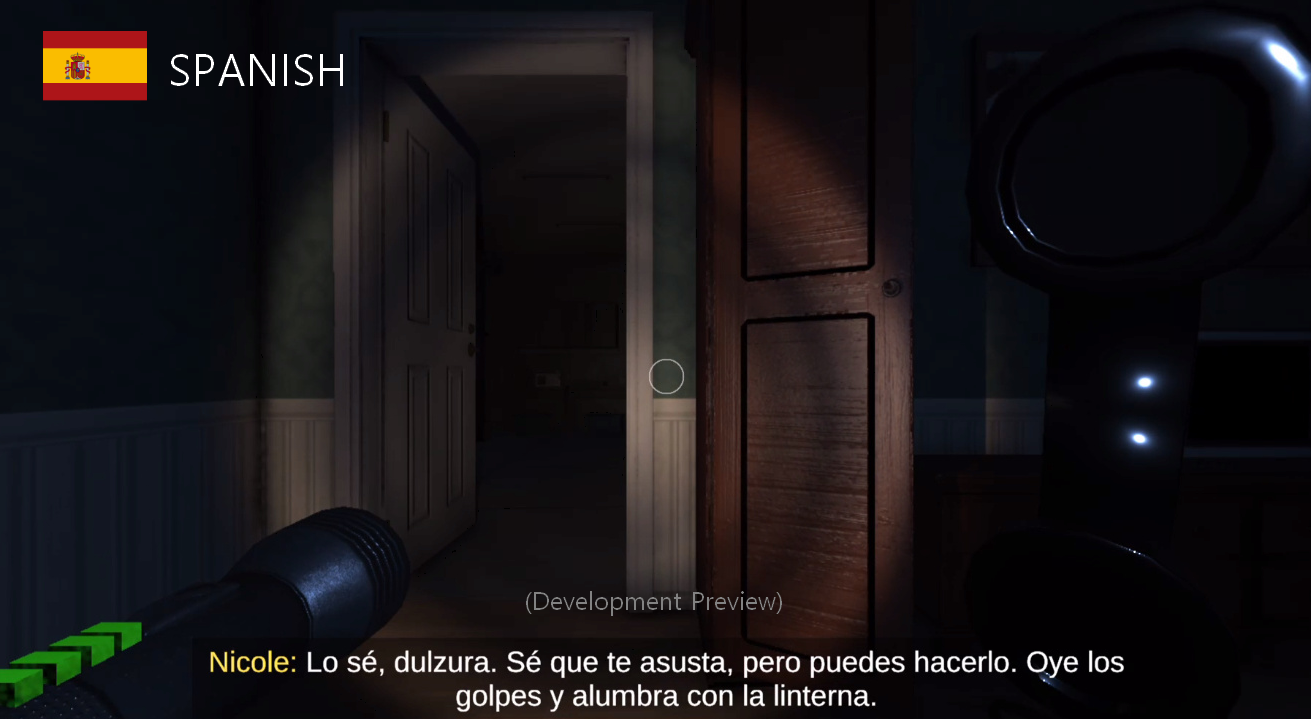 SPANISH
(Development Preview)
Nicole: Lo sé, dulzura. Sé que te asusta, pero puedes hacerlo. Oye los
golpes y alumbra con la linterna.